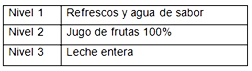 Nivel 1 Refrescos y agua de sabor
Nivel 2 Jugo de frutas 100%
Nivel 3 Leche entera